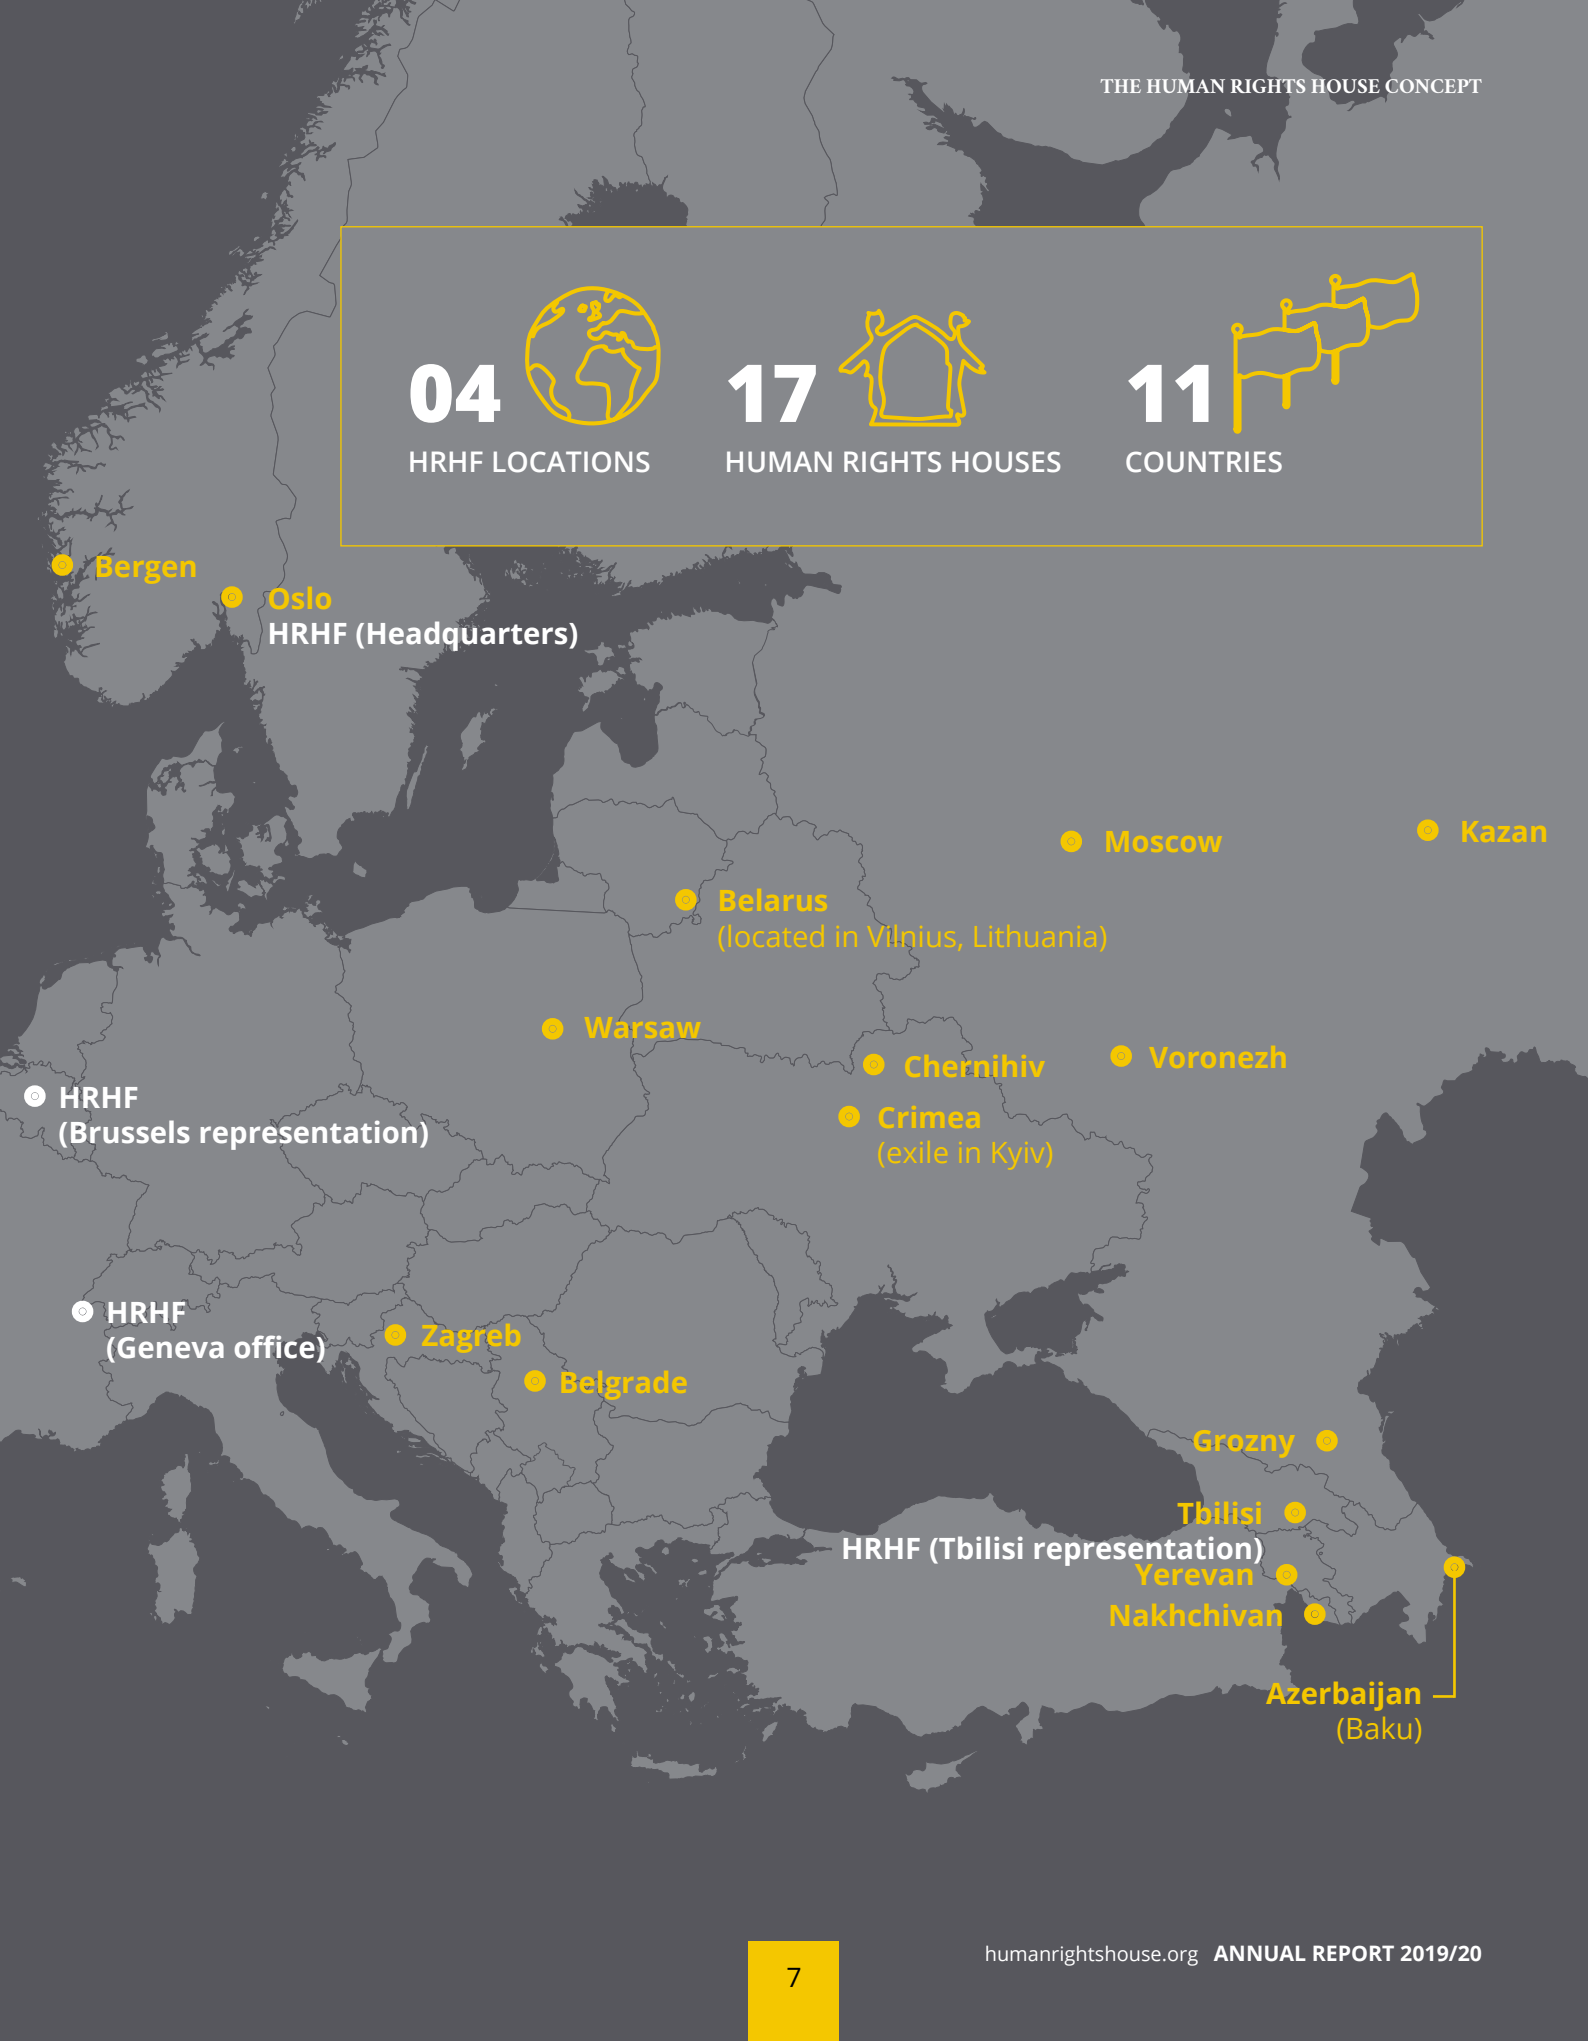 THE HUMAN RIGHTS HOUSE CONCEPT
04
HRHF LOCATIONS
17
HUMAN RIGHTS HOUSES
11
COUNTRIES
Bergen
Oslo
HRHF (Headquarters)
Moscow
Kazan
Belarus
(located in Vilnius, Lithuania)
Warsaw
Chernihiv
Voronezh
HRHF
(Brussels representation)
Crimea
(exile in Kyiv)
HRHF
(Geneva office)
Zagreb
Belgrade
Grozny
Tbilisi
HRHF (Tbilisi representation)
Yerevan
Nakhchivan
Azerbaijan
(Baku)
humanrightshouse.org ANNUAL REPORT 2019/20
7